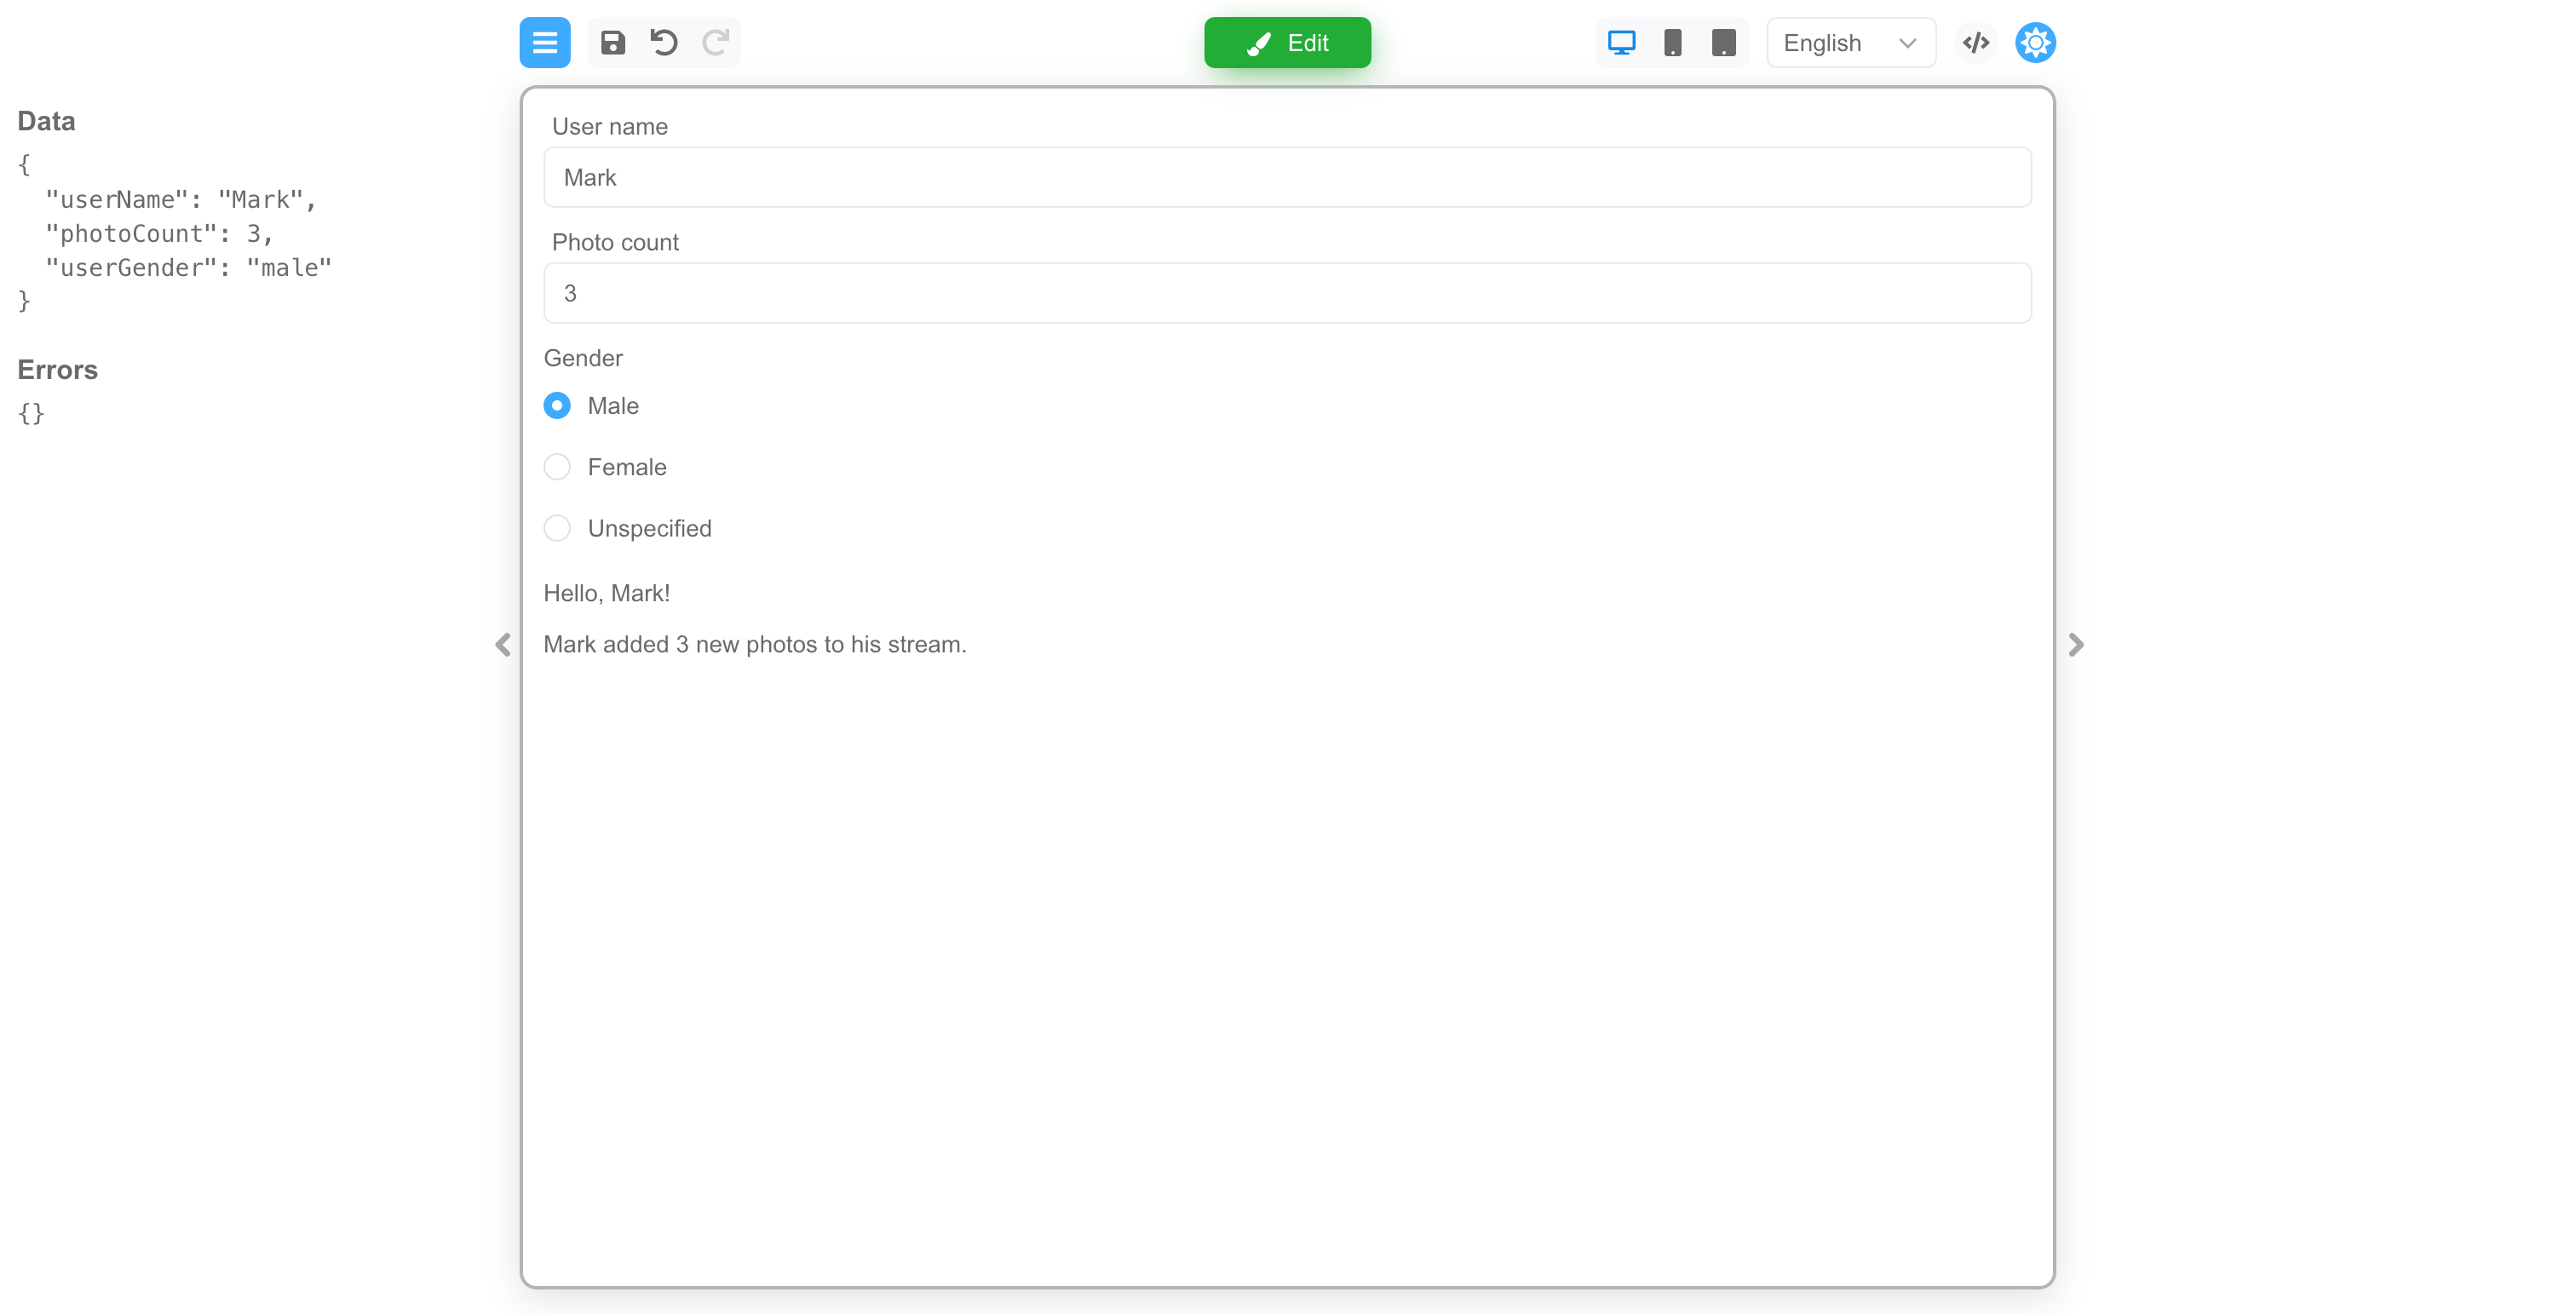 Edit
English
Data
{
"userName": "Mark",
"photoCount": 3,
"userGender": "male"
}
Errors
{}
User name
Mark
Photo count
3
Gender
Male
Female
Unspecified
Hello, Mark!
Mark added 3 new photos to his stream.